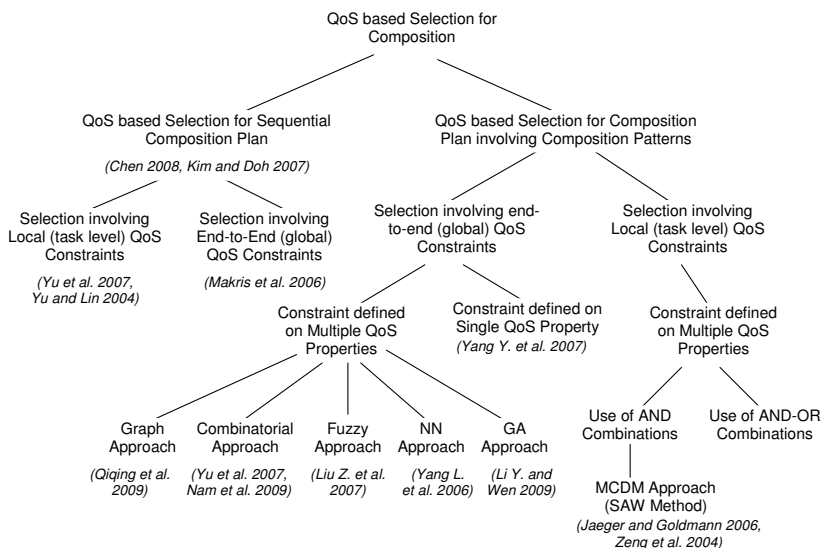 QoS based Selection for
Composition
QoS based Selection for Sequential
Composition Plan
(Chen 2008, Kim and Doh 2007)
QoS based Selection for Composition
Plan involving Composition Patterns
Selection involving
Local (task level) QoS
Constraints
(Yu et al. 2007,
Yu and Lin 2004)
Selection involving
End-to-End (global)
QoS Constraints
(Makris et al. 2006)
Selection involving end-
to-end (global) QoS
Constraints
Selection involving
Local (task level) QoS
Constraints
Constraint defined
on Multiple QoS
Properties
Constraint defined on
Single QoS Property
(Yang Y. et al. 2007)
Constraint defined
on Multiple QoS
Properties
Graph
Approach
(Qiqing et al.
2009)
Combinatorial
Approach
(Yu et al. 2007,
Nam et al. 2009)
Fuzzy
Approach
(Liu Z. et al.
2007)
NN
Approach
(Yang L.
et al. 2006)
GA
Approach
(Li Y. and
Wen 2009)
Use of AND
Combinations
Use of AND-OR
Combinations
MCDM Approach
(SAW Method)
(Jaeger and Goldmann 2006,
Zeng et al. 2004)